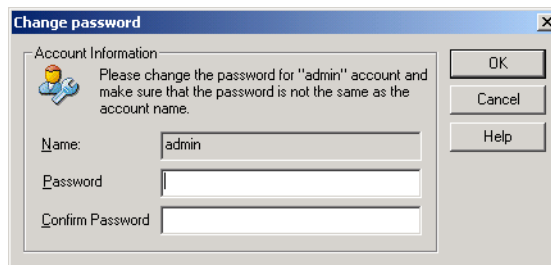 Change password
Account Information
Please change the password for "admin" account and
make sure that the password is not the same as the
account name.
Name:
admin
Password
Confirm Password
OK
Cancel
Help